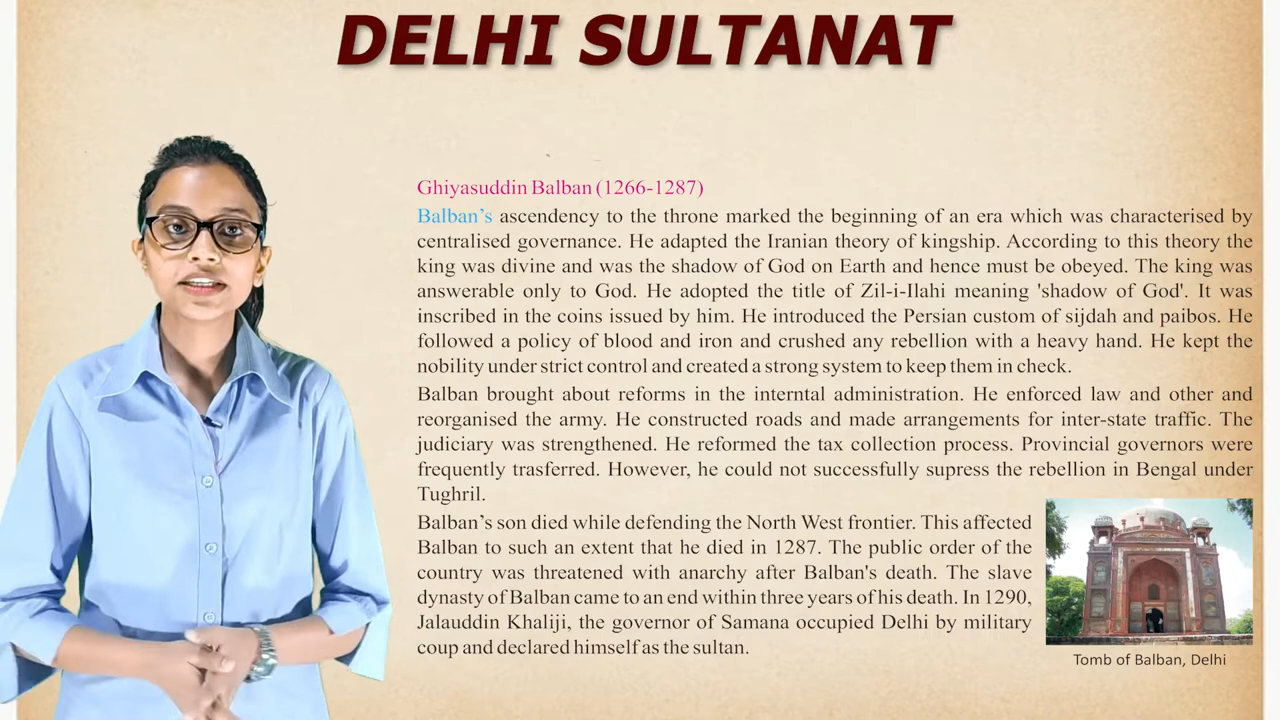 DELHI SULTANAT
Ghiyasuddin Balban (1266-1287)
Balban's ascendency to the throne marked the beginning of an era which was characterised by
centralised governance. He adapted the Iranian theory of kingship. According to this theory the
king was divine and was the shadow of God on Earth and hence must be obeyed. The king was
answerable only to God. He adopted the title of Zil-i-Ilahi meaning 'shadow of God'. It was
inscribed in the coins issued by him. He introduced the Persian custom of sijdah and paibos. He
followed a policy of blood and iron and crushed any rebellion with a heavy hand. He kept the
nobility under strict control and created a strong system to keep them in check.
Balban brought about reforms in the interntal administration. He enforced law and other and
reorganised the army. He constructed roads and made arrangements for inter-state traffic. The
judiciary was strengthened. He reformed the tax collection process. Provincial governors were
frequently trasferred. However, he could not successfully supress the rebellion in Bengal under
Tughril.
Balban's son died while defending the North West frontier. This affected
Balban to such an extent that he died in 1287. The public order of the
country was threatened with anarchy after Balban's death. The slave
dynasty of Balban came to an end within three years of his death. In 1290,
Jalauddin Khaliji, the governor of Samana occupied Delhi by military
coup and declared himself as the sultan.
Tomb of Balban, Delhi